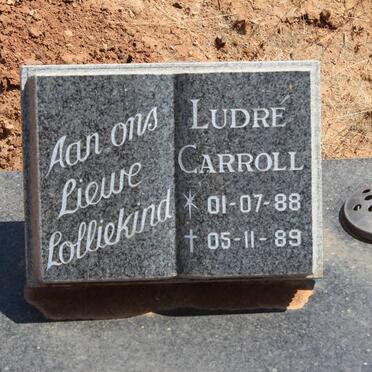 Aan ons
Liewe
Lolliekind
LUDRÉ
CARROLL
* 01-07-88
† 05-11-89